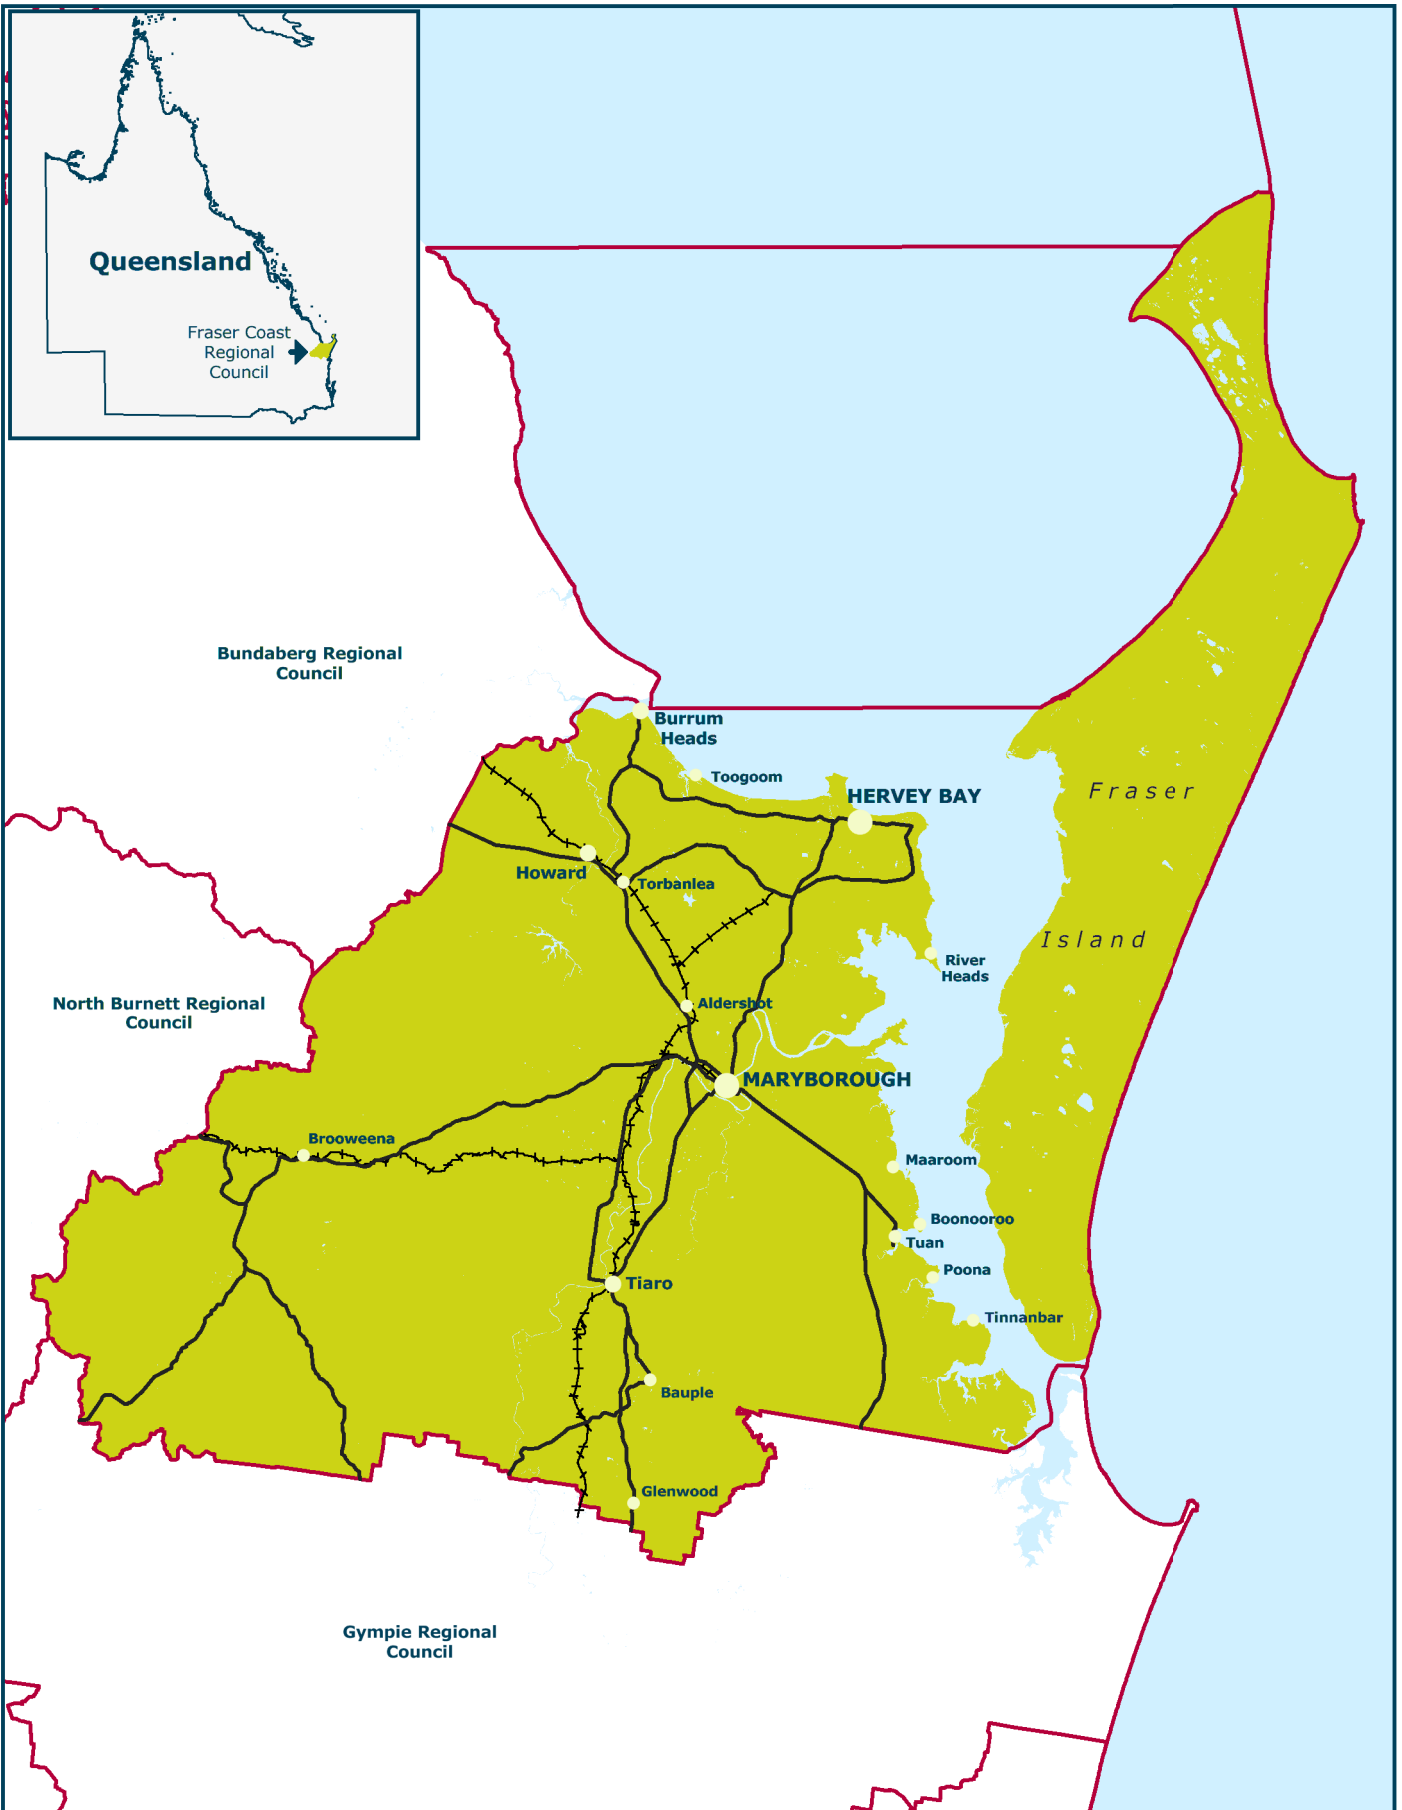 Queensland
Fraser Coast
Regional
Council
Bundaberg Regional
Council
Burrum
Heads
Toogoom
HERVEY BAY
Fraser
Island
Howard
Torbanlea
River
Heads
North Burnett Regional
Council
Aldershot
MARYBOROUGH
Brooweena
Maaroom
Boonooroo
Tuan
Poona
Tiaro
Tinnanbar
Bauple
Glenwood
Gympie Regional
Council